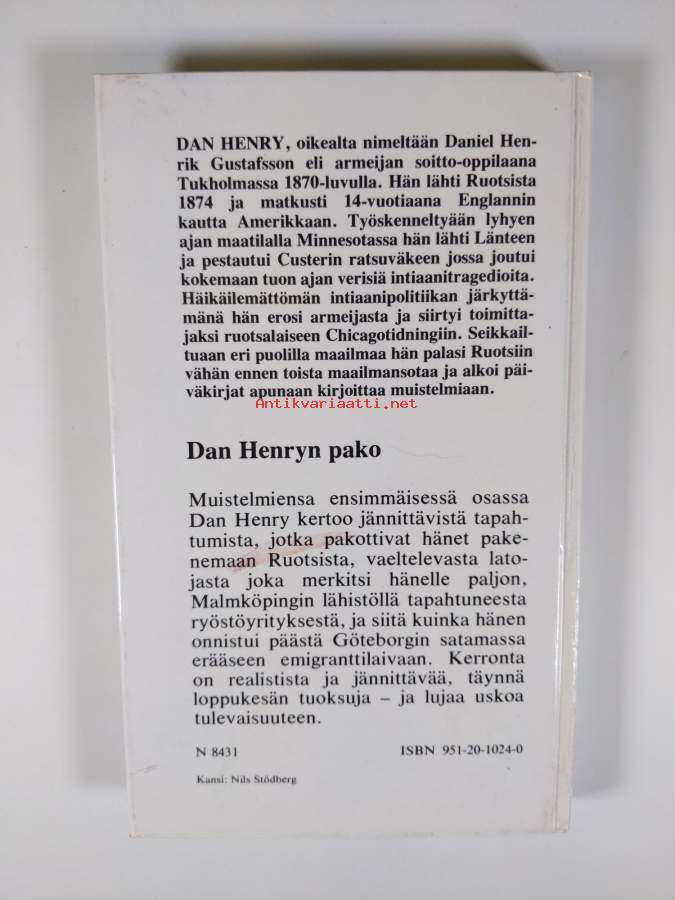 DAN HENRY, oikealta nimeltään Daniel Hen-
rik Gustafsson eli armeijan soitto-oppilaana
Tukholmassa 1870-luvulla. Hän lähti Ruotsista
1874 ja matkusti 14-vuotiaana Englannin
kautta Amerikkaan. Työskenneltyään lyhyen
ajan maatilalla Minnesotassa hän lähti Länteen
ja pestautui Custerin ratsuväkeen jossa joutui
kokemaan tuon ajan verisiä intiaanitragedioita.
Häikäilemättömän intiaanipolitiikan järkyttä-
mänä hän erosi armeijasta ja siirtyi toimitta-
jaksi ruotsalaiseen Chicagotidningiin. Seikkail-
tuaan eri puolilla maailmaa hän palasi Ruotsiin
vähän ennen toista maailmansotaa ja alkoi päi-
väkirjat apunaan kirjoittaa muistelmiaan.
Antikvariaatti.net
Dan Henryn pako
Muistelmiensa ensimmäisessä osassa
Dan Henry kertoo jännittävistä tapah-
tumista, jotka pakottivat hänet pake-
nemaan Ruotsista, vaeltelevasta lato-
jasta joka merkitsi hänelle paljon,
Malmköpingin lähistöllä tapahtuneesta
ryöstöyrityksestä, ja siitä kuinka hänen
onnistui päästä Göteborgin satamassa
erääseen emigranttilaivaan. Kerronta
on realistista ja jännittävää, täynnä
loppukesän tuoksuja – ja lujaa uskoa
tulevaisuuteen.
N 8431 ISBN 951-20-1024-0
Kansi: Nils Stödberg